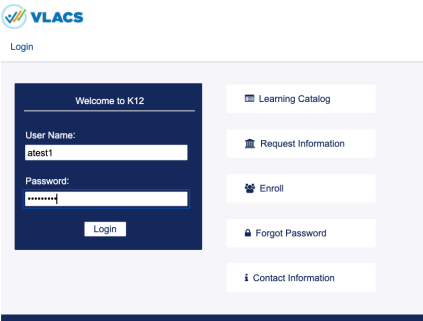 VLACS
Login
Welcome to K12
User Name:
atest1
Password:
•••••••••
Login
Learning Catalog
Request Information
Enroll
Forgot Password
Contact Information